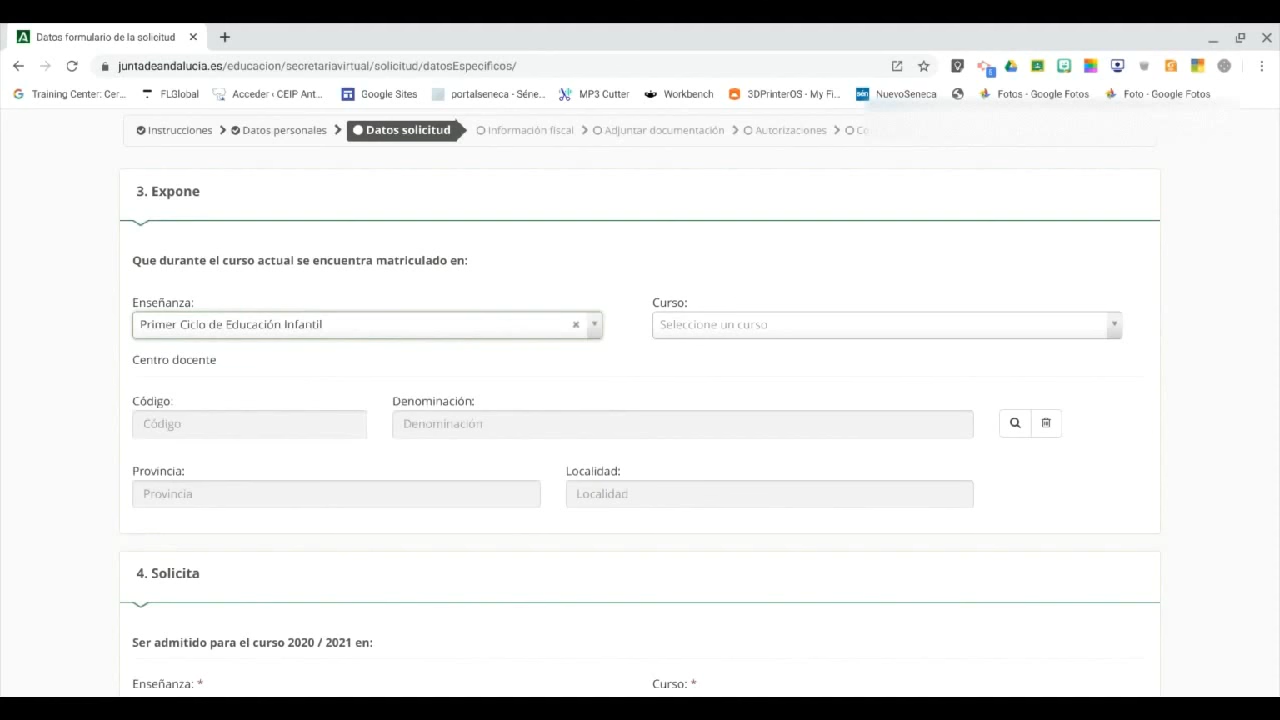 Datos formulario de la solicitud
juntadeandalucia.es/educacion/secretariavirtual/solicitud/datosEspecificos/
6
Training Center: Cer... FLGlobal Acceder ‹ CEIP Ant... Google Sites portalseneca - Séne... MP3 Cutter Workbench 3DPrinterOS - My Fi... NuevoSeneca Fotos - Google Fotos Foto - Google Fotos
Instrucciones Datos personales Datos solicitud Información fiscal Adjuntar documentación Autorizaciones Co
3. Expone
Que durante el curso actual se encuentra matriculado en:
Enseñanza: Curso:
Primer Ciclo de Educación Infantil Seleccione un curso
Centro docente
Código: Denominación:
Código Denominación
Provincia: Localidad:
Provincia Localidad
4. Solicita
Ser admitido para el curso 2020 / 2021 en:
Enseñanza: * Curso: *